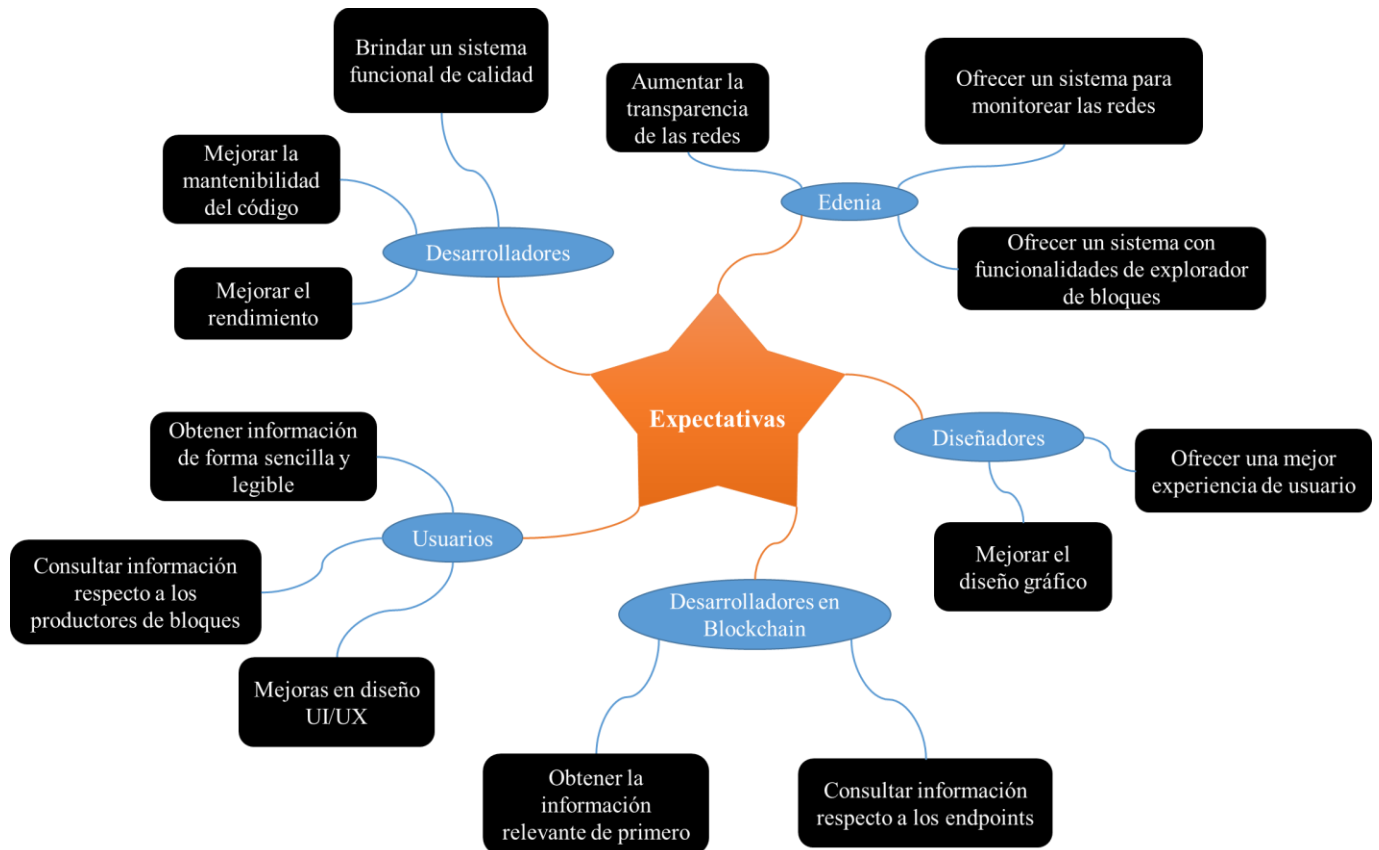 Brindar un sistema
funcional de calidad
Mejorar la
mantenibilidad
del código
Mejorar el
rendimiento
Desarrolladores
Aumentar la
transparencia
de las redes
Ofrecer un sistema para
monitorear las redes
Edenia
Ofrecer un sistema con
funcionalidades de explorador
de bloques
Expectativas
Obtener información
de forma sencilla y
legible
Usuarios
Consultar información
respecto a los
productores de bloques
Mejoras en diseño
UI/UX
Diseñadores
Ofrecer una mejor
experiencia de usuario
Mejorar el
diseño gráfico
Desarrolladores en
Blockchain
Obtener la
información
relevante de primero
Consultar información
respecto a los endpoints